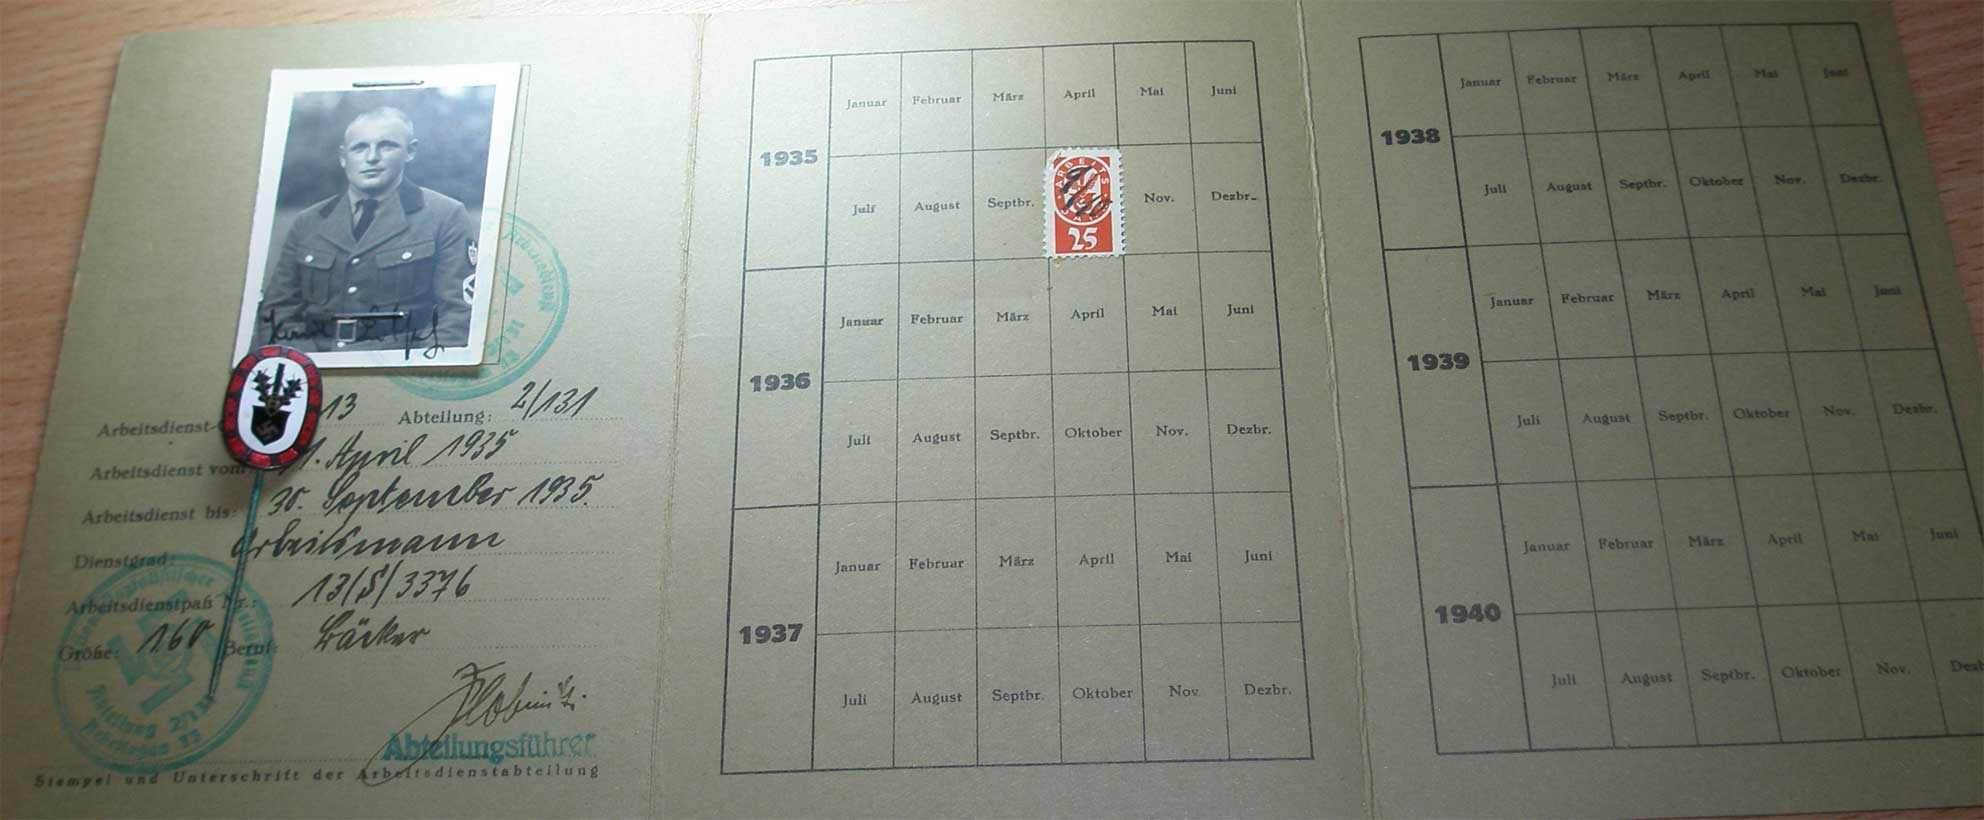 Arbeitsdienst- 13 Abteilung: 2/131
Arbeitsdienst vom 1. April 1935
Arbeitsdienst bis: 30. September 1935.
Dienstgrad: Arbeitsmann
Arbeitsdienstpaß Nr.: 13/S/3376
Größe: 160 Beruf: Bäcker
Abteilung 2/131
Abteilungsführer
Stempel und Unterschrift der Arbeitsdienstabteilung
1935
Januar Februar März April Mai Juni
Juli August Septbr. Nov. Dezbr.
ARBEITS
25
1936
Januar Februar März April Mai Juni
Juli August Septbr. Oktober Nov. Dezbr.
1937
Januar Februar März April Mai Juni
Juli August Septbr. Oktober Nov Dezbr.
1938
Januar Februar März April Mai Juni
Juli August Septbr. Oktober Nov. Dezbr.
1939
Januar Februar März April Mai Juni
Juli August Septbr. Oktober Nov. Dezbr.
1940
Januar Februar März April Mai Juni
Juli August Septbr. Oktober Nov. Dezb